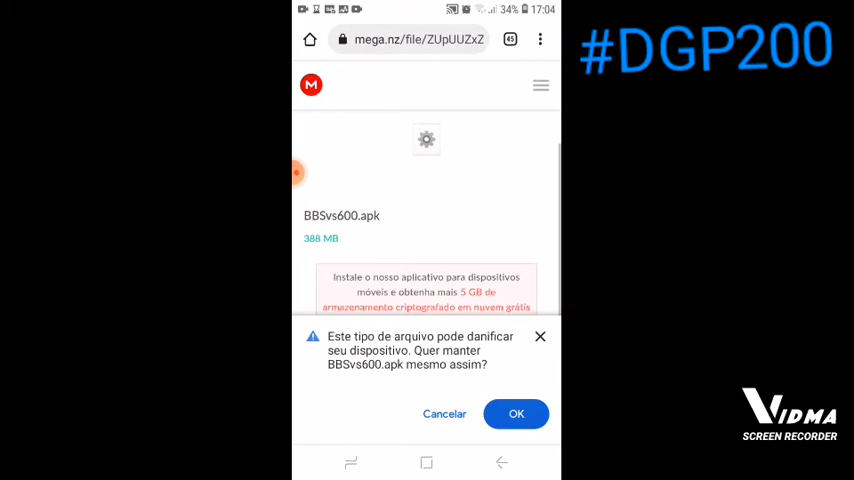 34% 17:04
#DGP200
mega.nz/file/ZUpUUZxZ
45
M
BBSvs600.apk
388 MB
Instale o nosso aplicativo para dispositivos
móveis e obtenha mais 5 GB de
armazenamento criptografado em nuvem grátis
Este tipo de arquivo pode danificar
seu dispositivo. Quer manter
BBSvs600.apk mesmo assim?
Cancelar
OK
VIDMA
SCREEN RECORDER